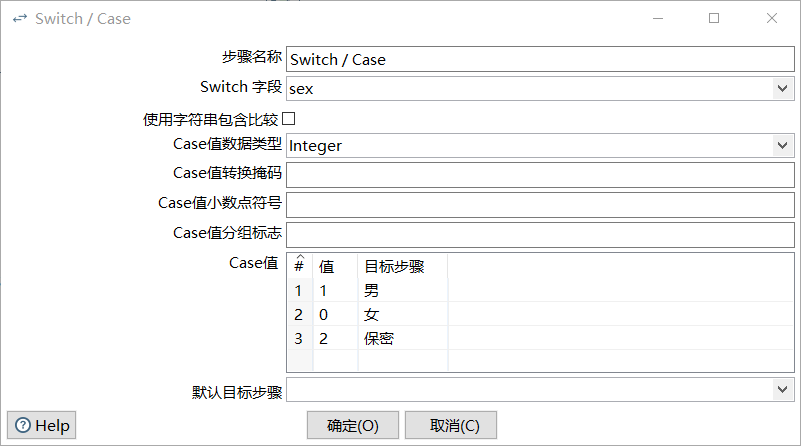 Switch / Case
步骤名称 Switch / Case
Switch 字段 sex
使用字符串包含比较
Case值数据类型 Integer
Case值转换掩码
Case值小数点符号
Case值分组标志
Case值 # 值 目标步骤
1 1 男
2 0 女
3 2 保密
默认目标步骤
Help 确定(O) 取消(C)